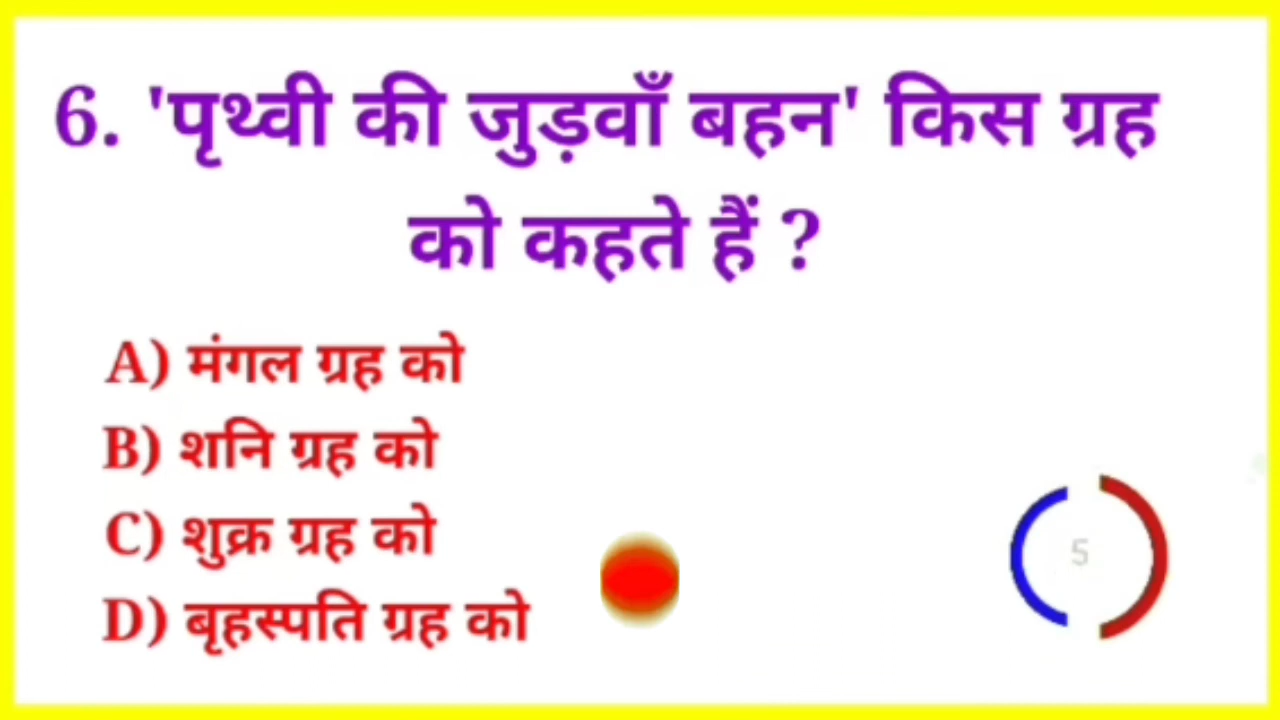 6. 'पृथ्वी की जुड़वाँ बहन' किस ग्रह
को कहते हैं ?
A) मंगल ग्रह को
B) शनि ग्रह को
C) शुक्र ग्रह को
D) बृहस्पति ग्रह को
5